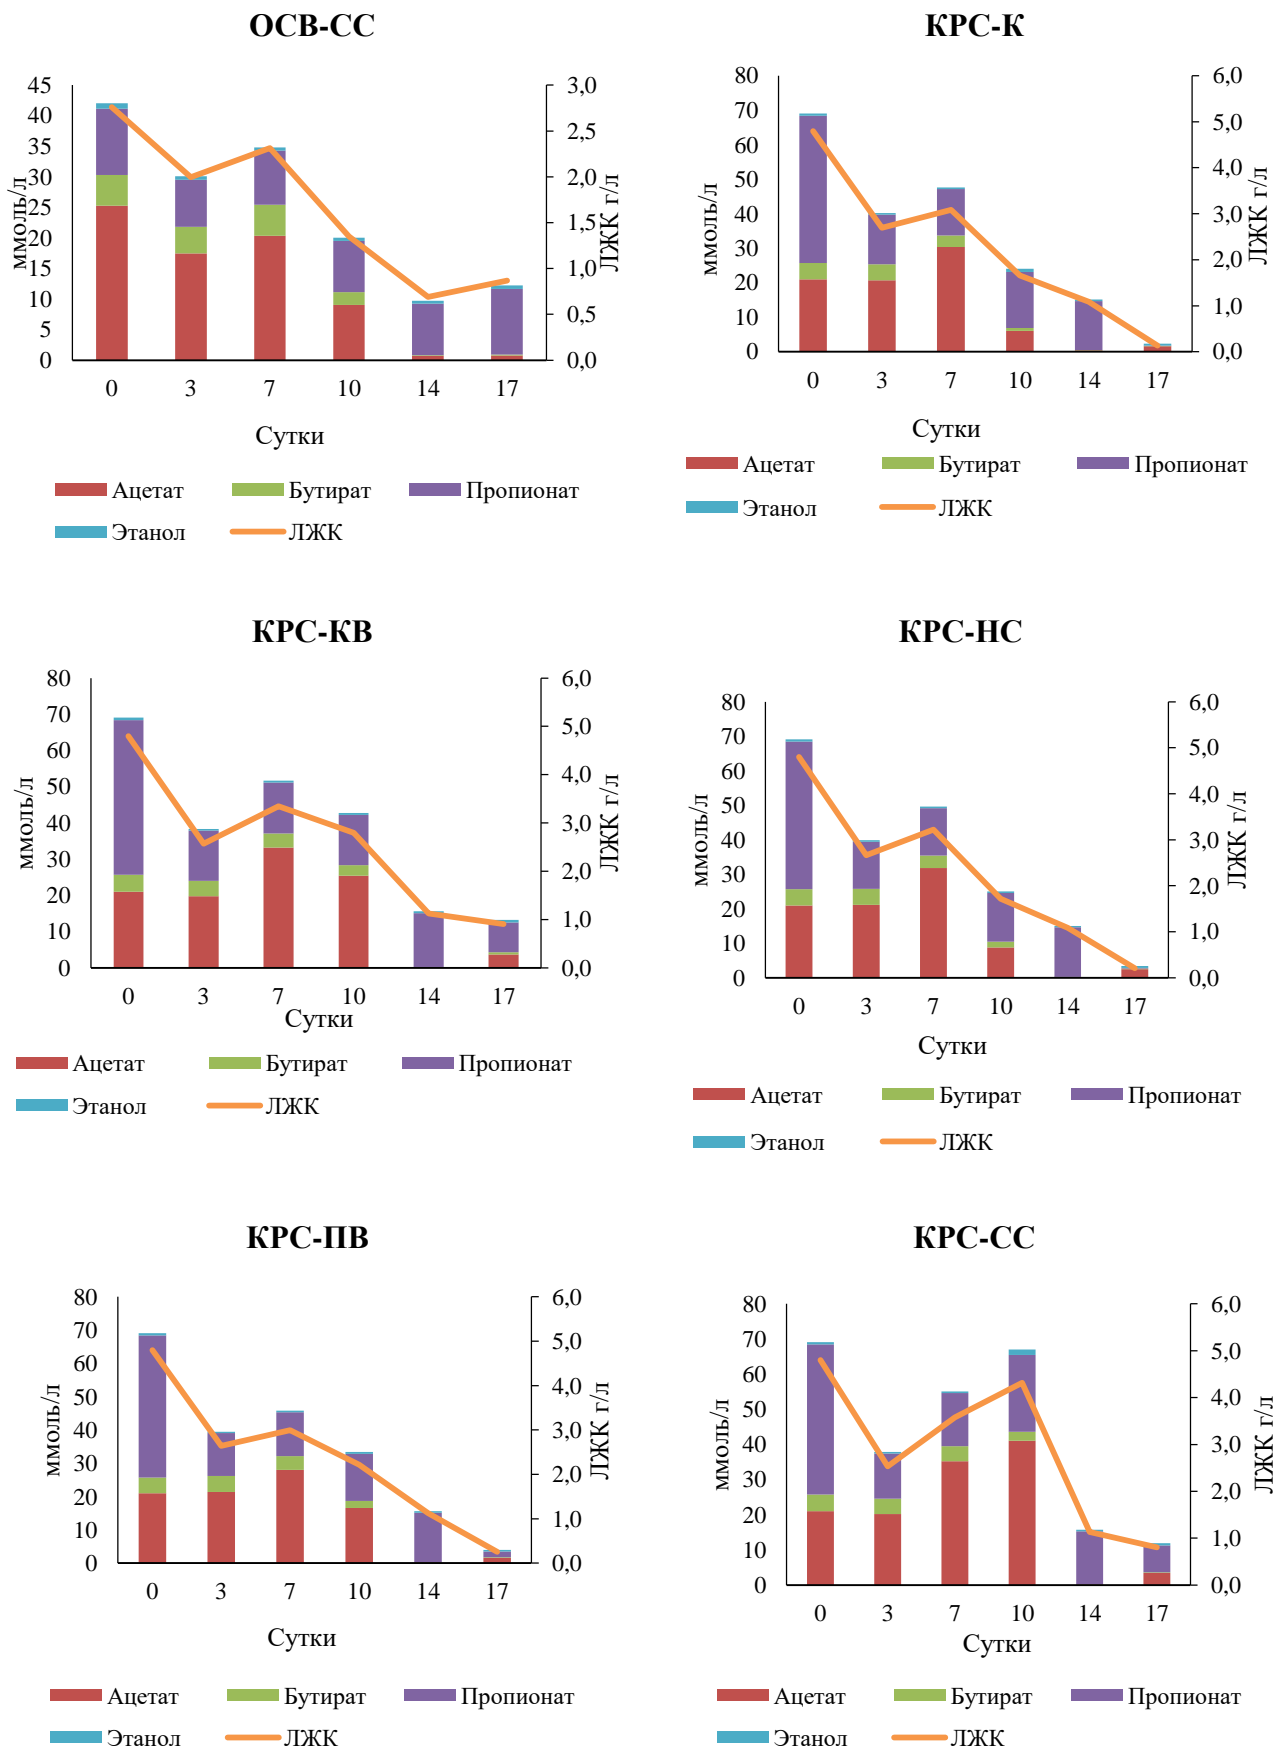 ОСВ-СС
45
40
35
30
25
20
15
10
5
0
ммоль/л
3,0
2,5
2,0
1,5
1,0
0,5
0,0
ЛЖК г/л
0 3 7 10 14 17
Сутки
Ацетат Бутират Пропионат
Этанол ЛЖК
КРС-К
80
70
60
50
40
30
20
10
0
ммоль/л
6,0
5,0
4,0
3,0
2,0
1,0
0,0
ЛЖК г/л
0 3 7 10 14 17
Сутки
Ацетат Бутират Пропионат
Этанол ЛЖК
КРС-КВ
80
70
60
50
40
30
20
10
0
ммоль/л
6,0
5,0
4,0
3,0
2,0
1,0
0,0
ЛЖК г/л
0 3 7 10 14 17
Сутки
Ацетат Бутират Пропионат
Этанол ЛЖК
КРС-НС
80
70
60
50
40
30
20
10
0
ммоль/л
6,0
5,0
4,0
3,0
2,0
1,0
0,0
ЛЖК г/л
0 3 7 10 14 17
Сутки
Ацетат Бутират Пропионат
Этанол ЛЖК
КРС-ПВ
80
70
60
50
40
30
20
10
0
ммоль/л
6,0
5,0
4,0
3,0
2,0
1,0
0,0
ЛЖК г/л
0 3 7 10 14 17
Сутки
Ацетат Бутират Пропионат
Этанол ЛЖК
КРС-СС
80
70
60
50
40
30
20
10
0
ммоль/л
6,0
5,0
4,0
3,0
2,0
1,0
0,0
ЛЖК г/л
0 3 7 10 14 17
Сутки
Ацетат Бутират Пропионат
Этанол ЛЖК